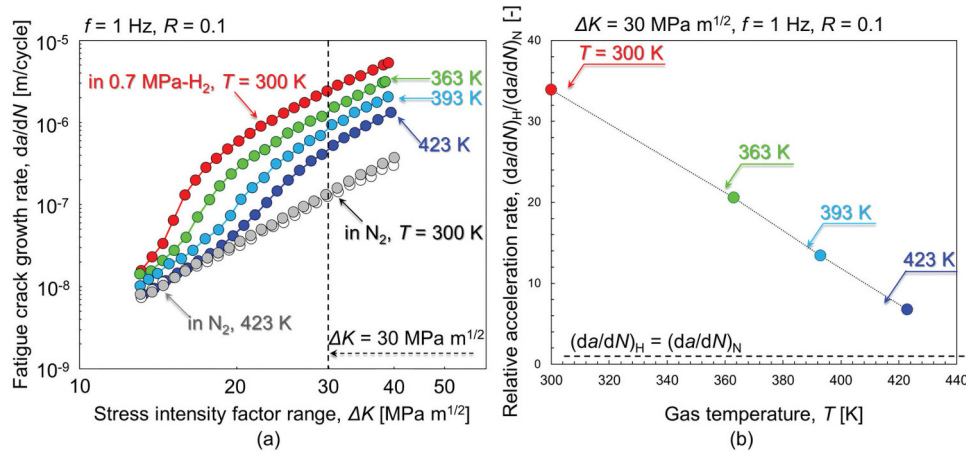 f = 1 Hz, R = 0.1
Fatigue crack growth rate, da/dN [m/cycle]
10⁻⁵
10⁻⁶
10⁻⁷
10⁻⁸
10⁻⁹
in 0.7 MPa-H₂, T = 300 K
363 K
393 K
423 K
in N₂, T = 300 K
in N₂, 423 K
ΔK = 30 MPa m^1/2
10 20 30 40 50
Stress intensity factor range, ΔK [MPa m^1/2]
(a)
ΔK = 30 MPa m^1/2, f = 1 Hz, R = 0.1
Relative acceleration rate, (da/dN)H/(da/dN)N [-]
40
35
30
25
20
15
10
5
0
T = 300 K
363 K
393 K
423 K
(da/dN)H = (da/dN)N
300 320 340 360 380 400 420 440
Gas temperature, T [K]
(b)